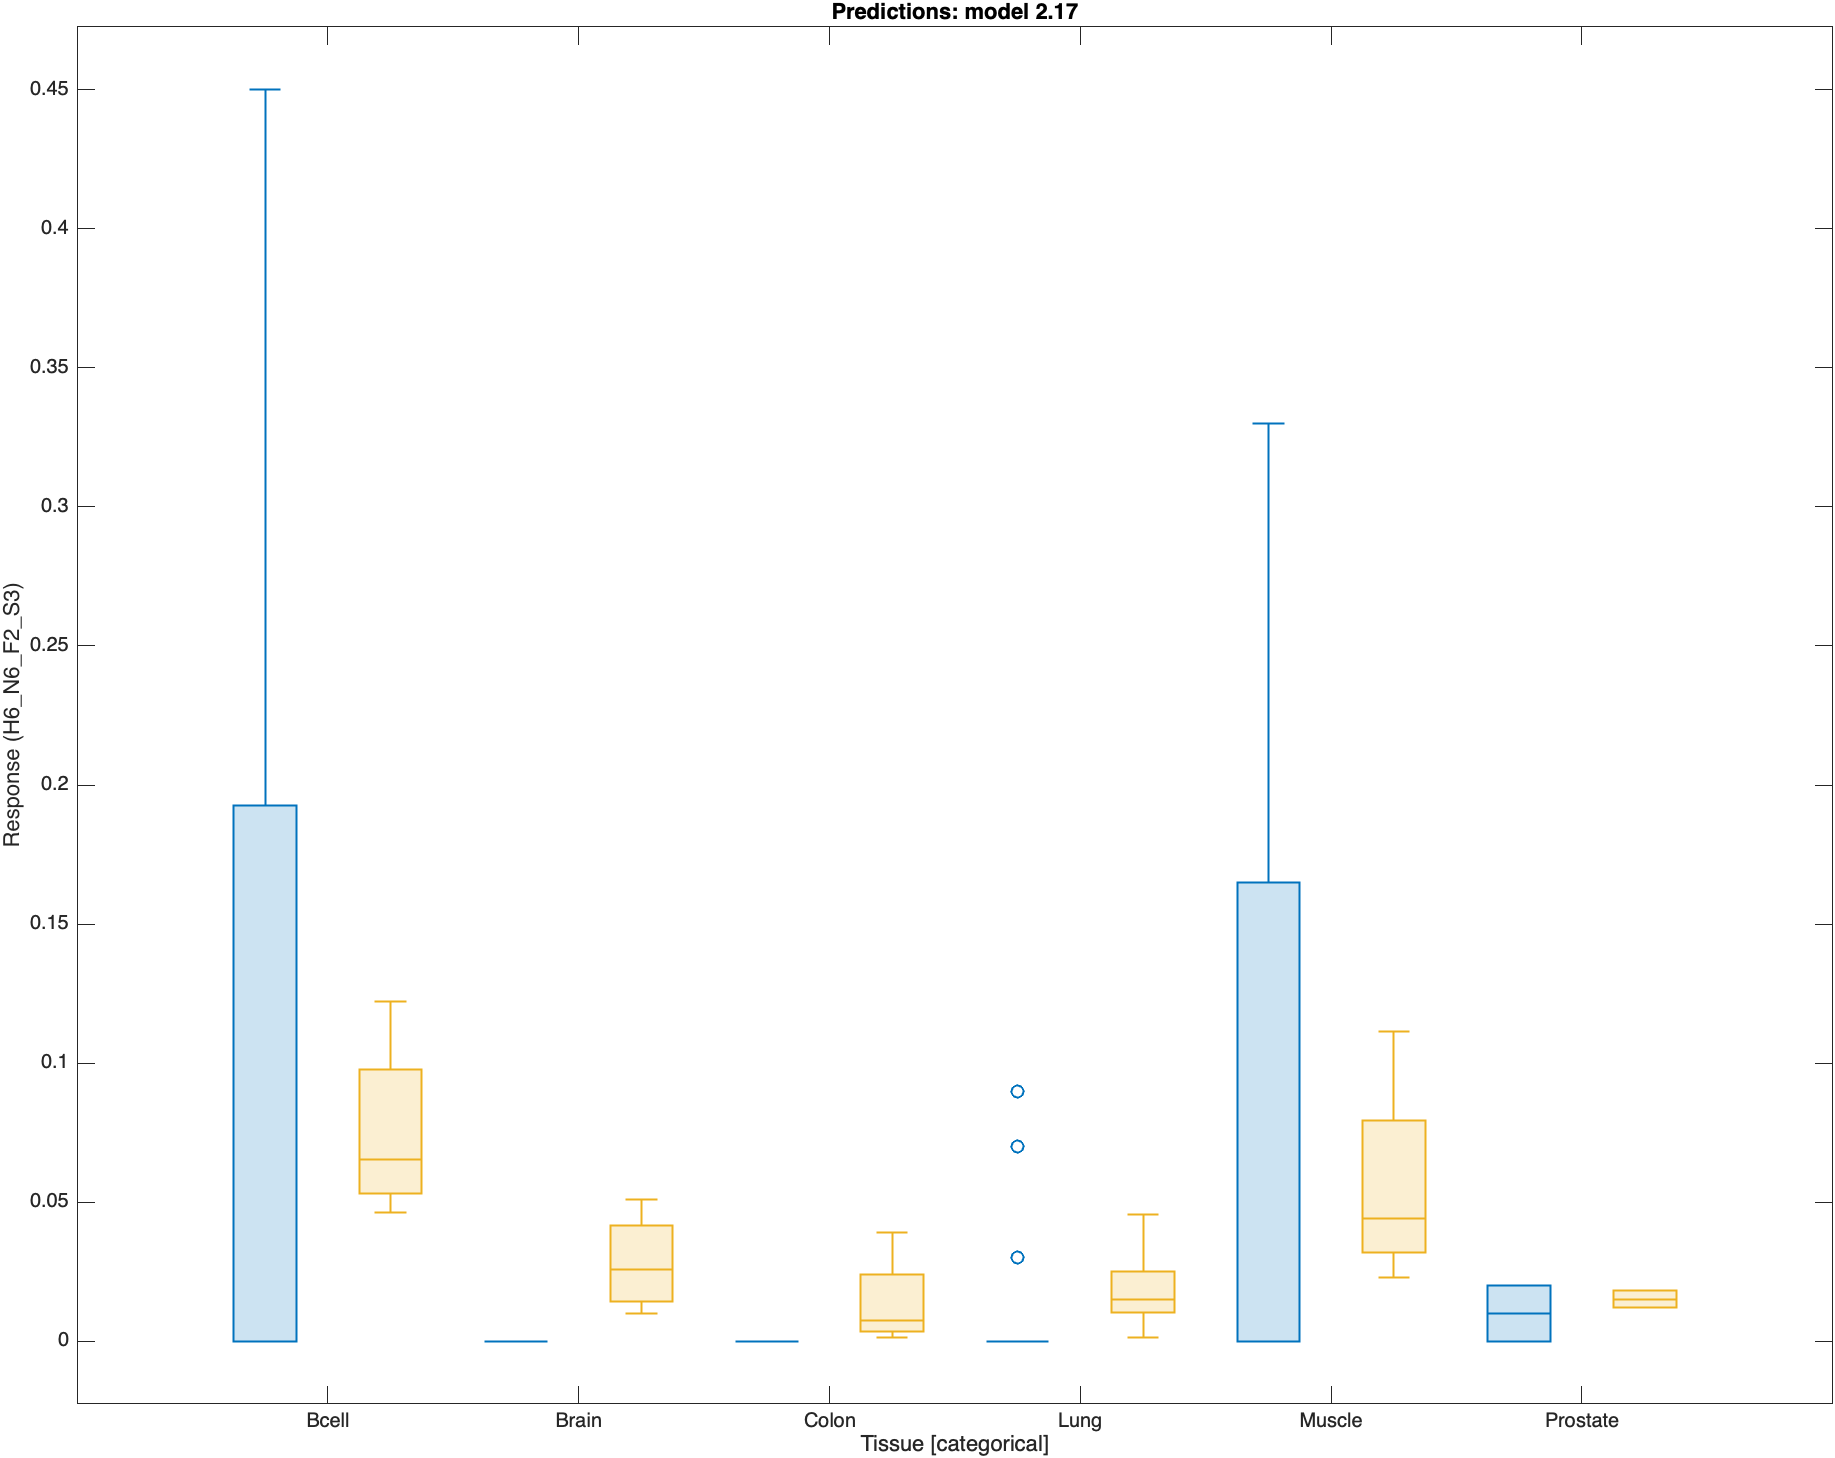 Predictions: model 2.17
0.45
0.4
0.35
0.3
0.25
0.2
0.15
0.1
0.05
0
Response (H6_N6_F2_S3)
Bcell Brain Colon Lung Muscle Prostate
Tissue [categorical]